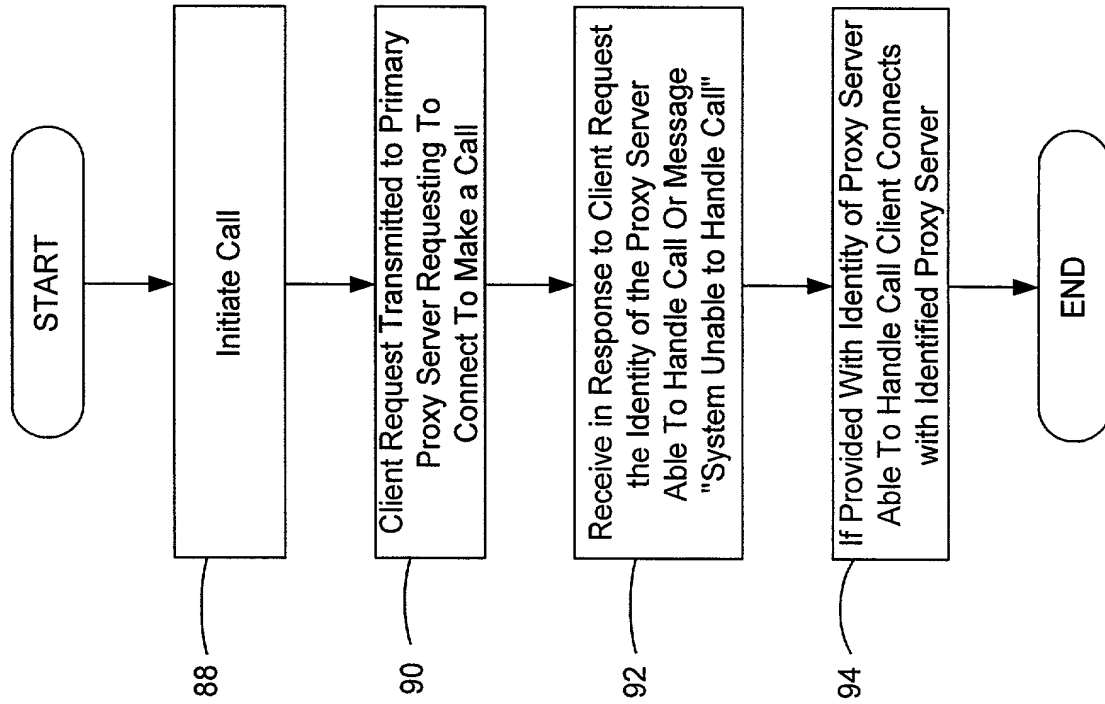 START
Initiate Call
88
Client Request Transmitted to Primary
Proxy Server Requesting To
Connect To Make a Call
90
Receive in Response to Client Request
the Identity of the Proxy Server
Able To Handle Call Or Message
"System Unable to Handle Call"
92
If Provided With Identity of Proxy Server
Able To Handle Call Client Connects
with Identified Proxy Server
94
END